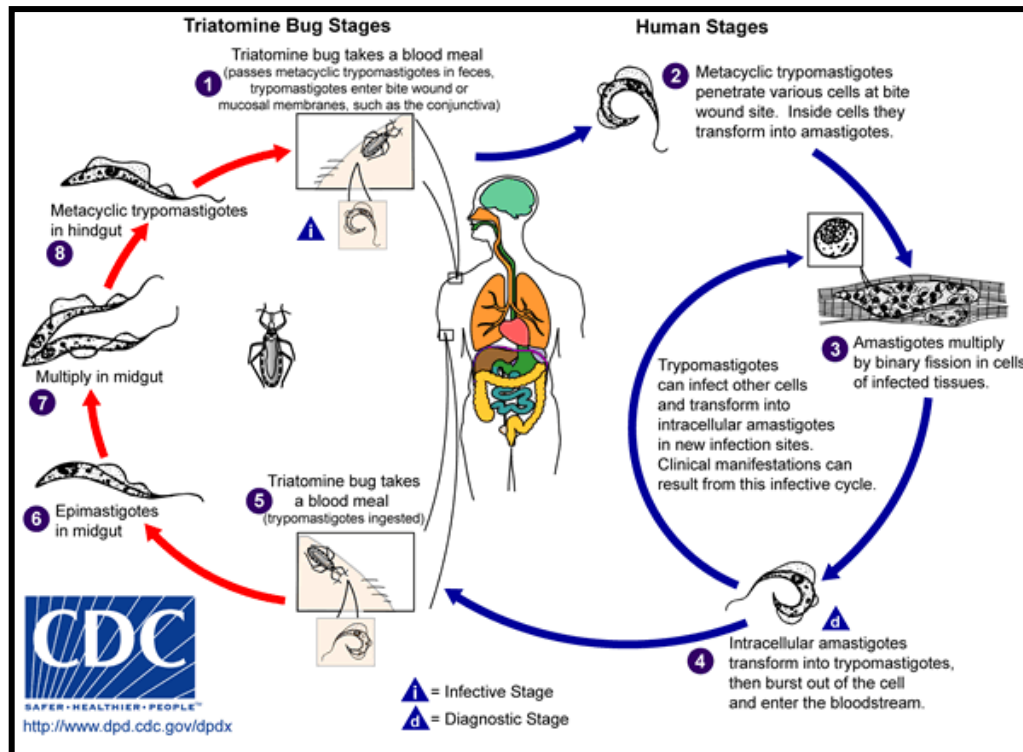 Triatomine Bug Stages
Human Stages
Triatomine bug takes a blood meal
(passes metacyclic trypomastigotes in feces,
trypomastigotes enter bite wound or
mucosal membranes, such as the conjunctiva)
1
i
2
Metacyclic trypomastigotes
penetrate various cells at bite
wound site. Inside cells they
transform into amastigotes.
3
Amastigotes multiply
by binary fission in cells
of infected tissues.
Trypomastigotes
can infect other cells
and transform into
intracellular amastigotes
in new infection sites.
Clinical manifestations can
result from this infective cycle.
d
4
Intracellular amastigotes
transform into trypomastigotes,
then burst out of the cell
and enter the bloodstream.
Triatomine bug takes
5
a blood meal
(trypomastigotes ingested)
6
Epimastigotes
in midgut
Multiply in midgut
7
Metacyclic trypomastigotes
in hindgut
8
i = Infective Stage
d = Diagnostic Stage
CDC
SAFER·HEALTHIER·PEOPLE™
http://www.dpd.cdc.gov/dpdx